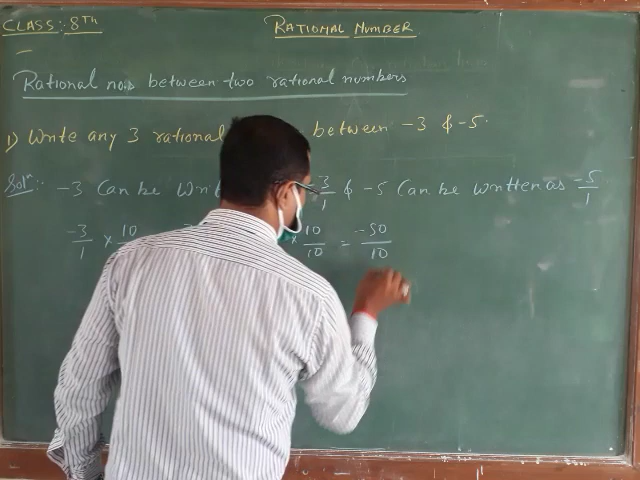 CLASS: 8TH
RATIONAL NUMBER
Rational nos between two rational numbers
1) Write any 3 rational between -3 & -5.
Soln:- -3 Can be Writ 3/1 & -5 Can be written as -5/1
-3/1 × 10 × 10/10 = -50/10